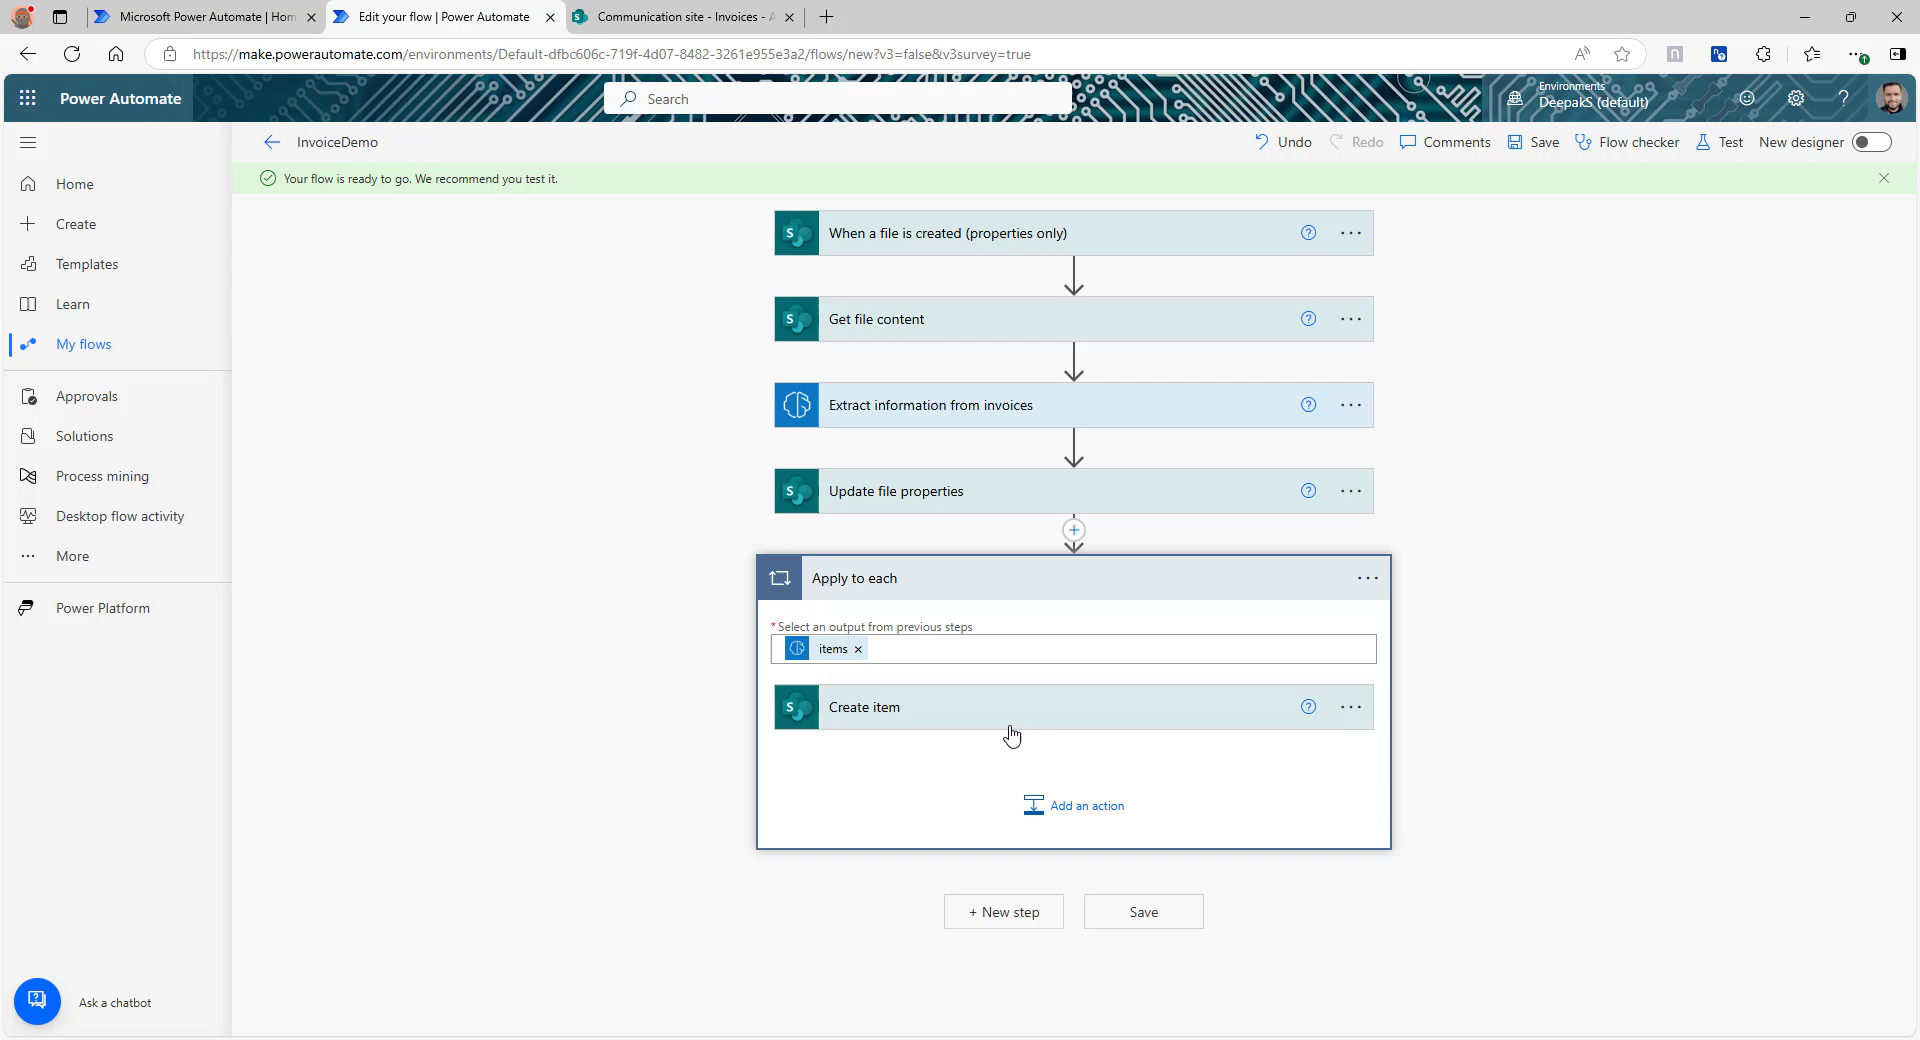 Microsoft Power Automate | Hom
Edit your flow | Power Automate
Communication site - Invoices - A
https://make.powerautomate.com/environments/Default-dfbc606c-719f-4d07-8482-3261e955e3a2/flows/new?v3=false&v3survey=true
Power Automate
Search
Environments
DeepakS (default)
InvoiceDemo
Undo
Redo
Comments
Save
Flow checker
Test
New designer
Your flow is ready to go. We recommend you test it.
Home
Create
Templates
Learn
My flows
Approvals
Solutions
Process mining
Desktop flow activity
More
Power Platform
Ask a chatbot
When a file is created (properties only)
Get file content
Extract information from invoices
Update file properties
Apply to each
* Select an output from previous steps
items
Create item
Add an action
+ New step
Save